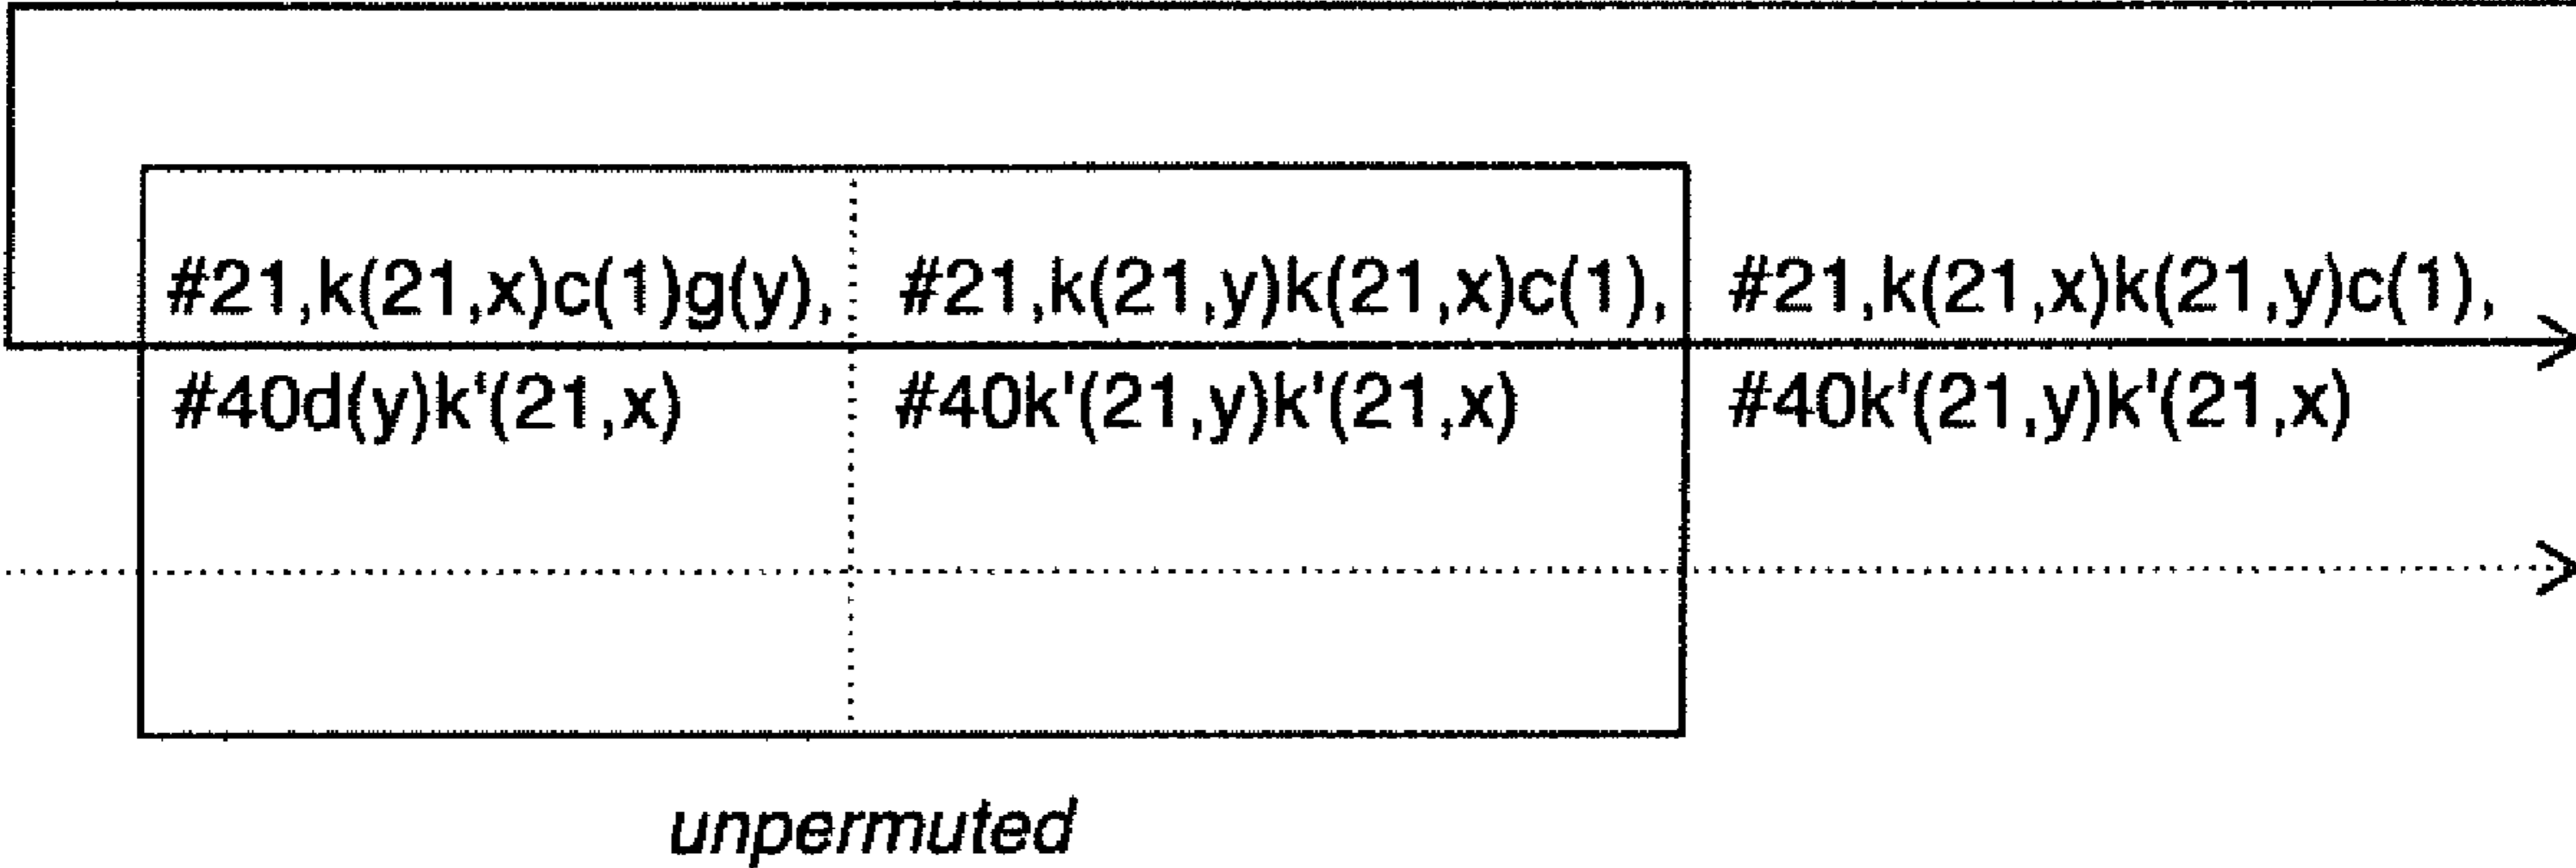 #21,k(21,x)c(1)g(y), #21,k(21,y)k(21,x)c(1), #21,k(21,x)k(21,y)c(1),
#40d(y)k'(21,x) #40k'(21,y)k'(21,x) #40k'(21,y)k'(21,x)
unpermuted